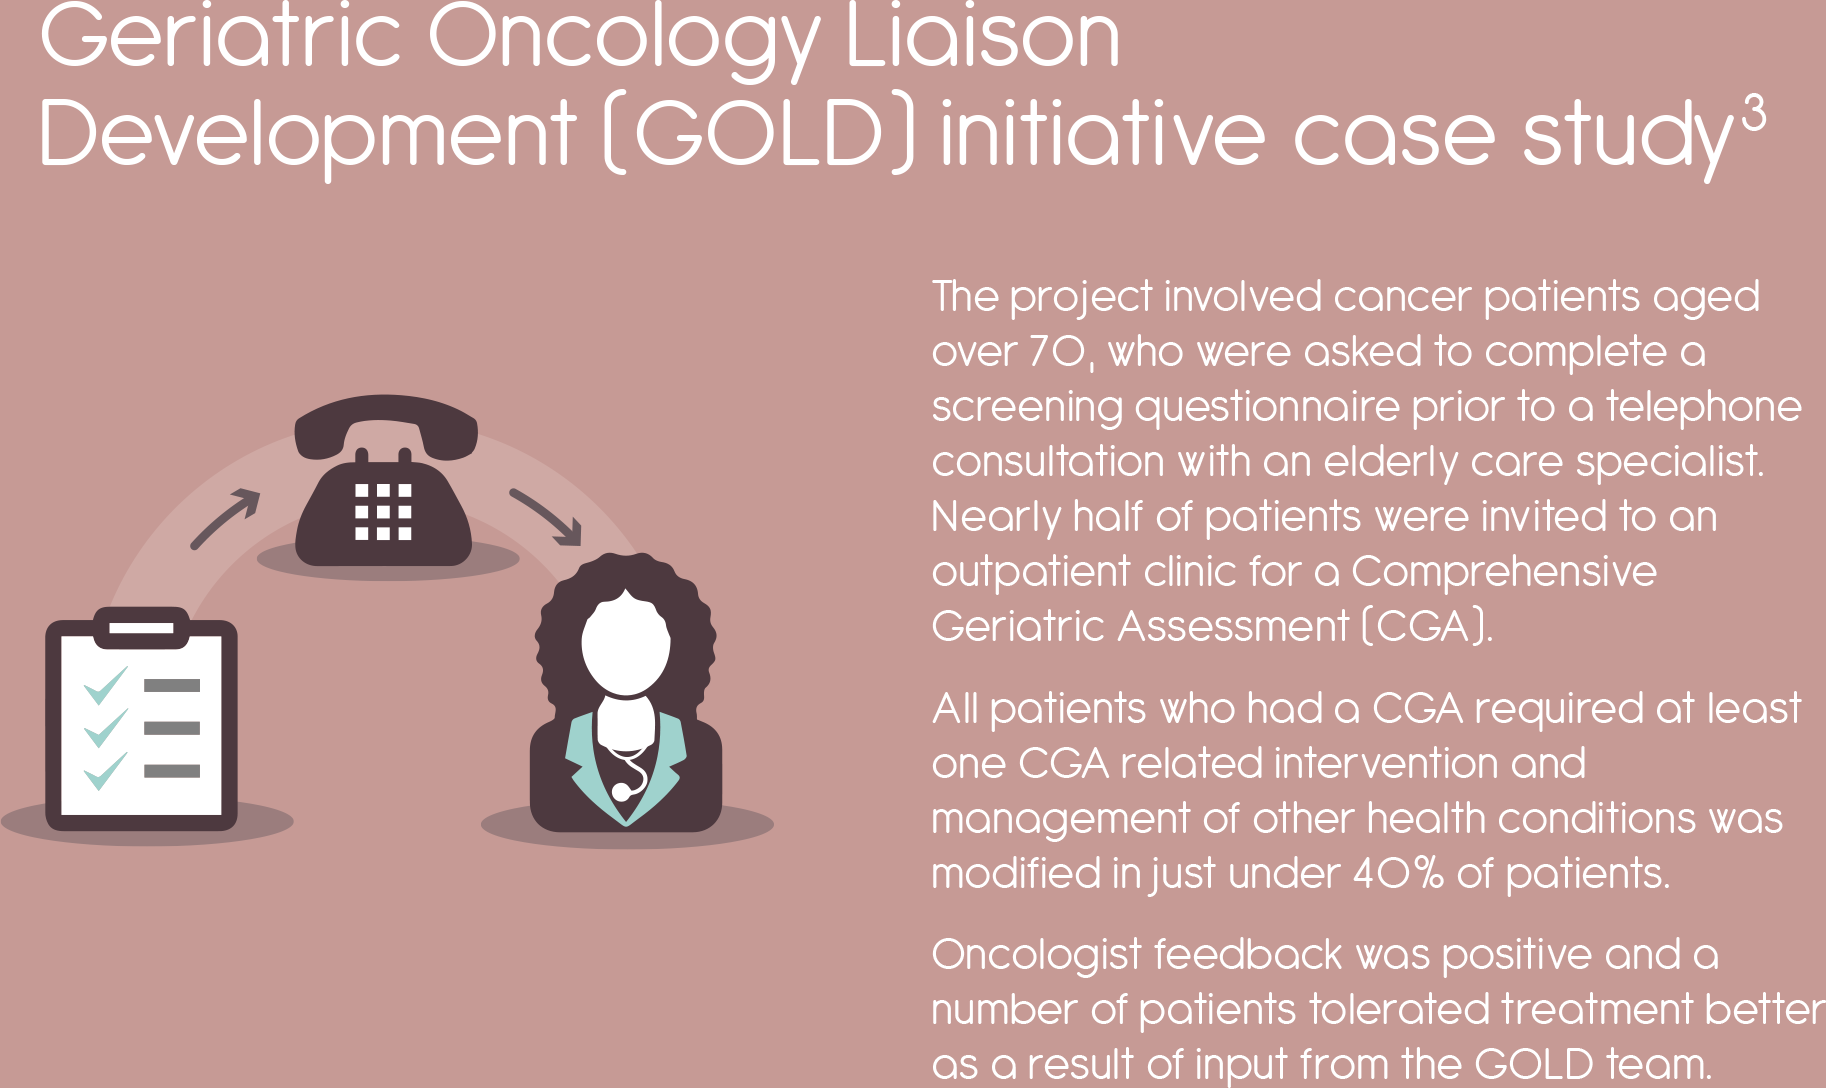 Geriatric Oncology Liaison
Development (GOLD) initiative case study³
The project involved cancer patients aged
over 70, who were asked to complete a
screening questionnaire prior to a telephone
consultation with an elderly care specialist.
Nearly half of patients were invited to an
outpatient clinic for a Comprehensive
Geriatric Assessment (CGA).
All patients who had a CGA required at least
one CGA related intervention and
management of other health conditions was
modified in just under 40% of patients.
Oncologist feedback was positive and a
number of patients tolerated treatment better
as a result of input from the GOLD team.